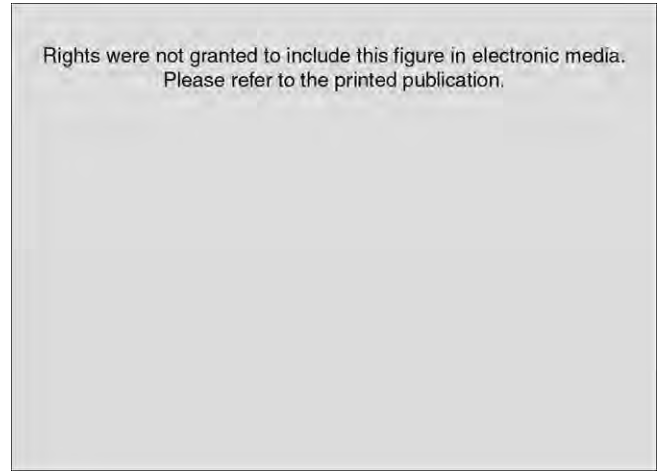 Rights were not granted to include this figure in electronic media.
Please refer to the printed publication.